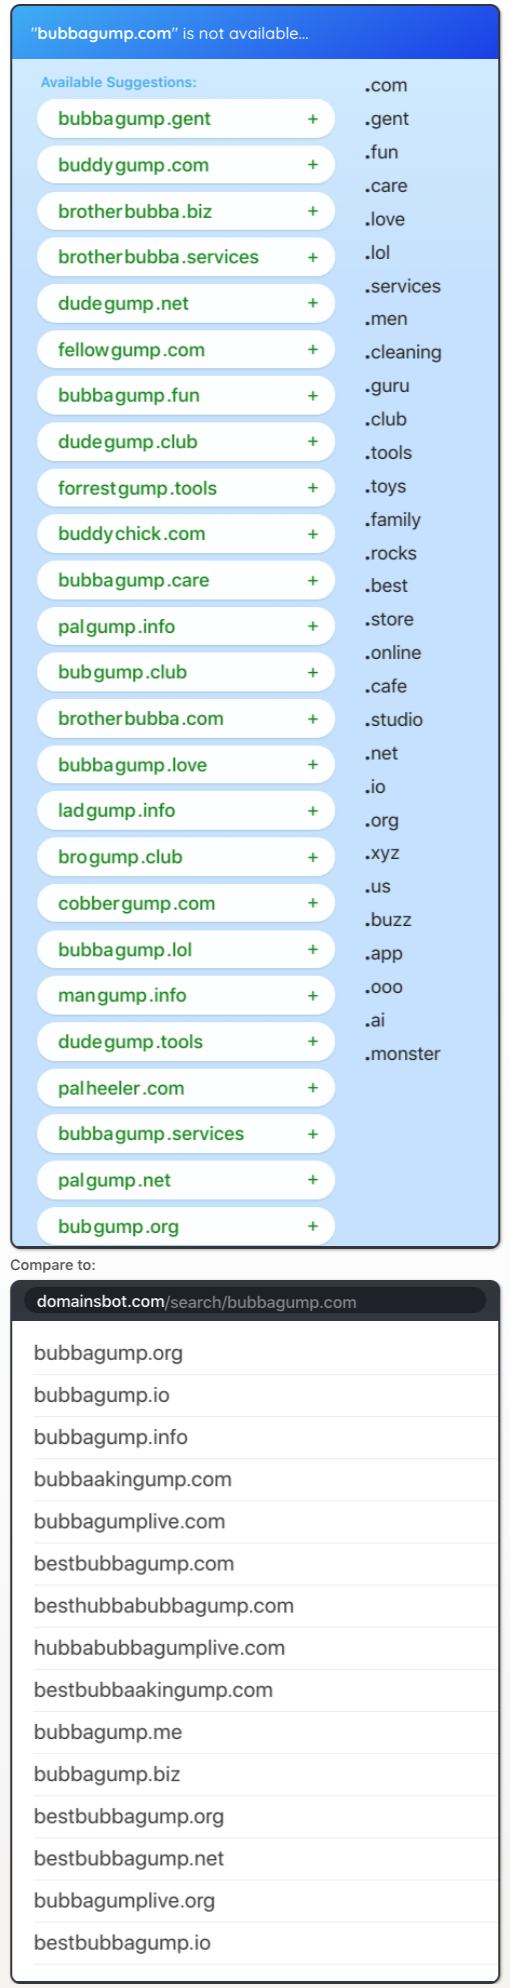 "bubbagump.com" is not available...
Available Suggestions:
bubbagump.gent +
buddygump.com +
brotherbubba.biz +
brotherbubba.services +
dudegump.net +
fellowgump.com +
bubbagump.fun +
dudegump.club +
forrestgump.tools +
buddychick.com +
bubbagump.care +
palgump.info +
bubgump.club +
brotherbubba.com +
bubbagump.love +
ladgump.info +
brogump.club +
cobbergump.com +
bubbagump.lol +
mangump.info +
dudegump.tools +
palheeler.com +
bubbagump.services +
palgump.net +
bubgump.org +
.com
.gent
.fun
.care
.love
.lol
.services
.men
.cleaning
.guru
.club
.tools
.toys
.family
.rocks
.best
.store
.online
.cafe
.studio
.net
.io
.org
.xyz
.us
.buzz
.app
.ooo
.ai
.monster
Compare to:
domainsbot.com/search/bubbagump.com
bubbagump.org
bubbagump.io
bubbagump.info
bubbaakingump.com
bubbagumplive.com
bestbubbagump.com
besthubbabubbagump.com
hubbabubbagumplive.com
bestbubbaakingump.com
bubbagump.me
bubbagump.biz
bestbubbagump.org
bestbubbagump.net
bubbagumplive.org
bestbubbagump.io